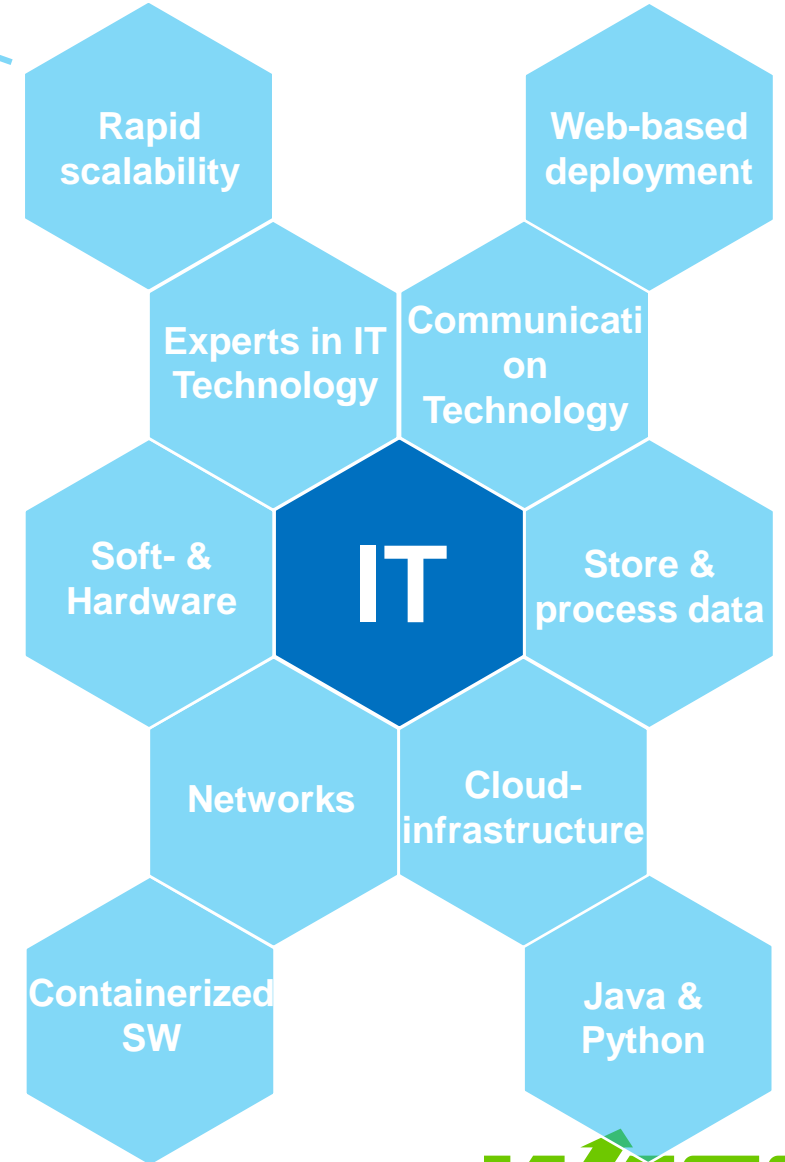 Rapid
scalability
Web-based
deployment
Experts in IT
Technology
Communicati
on
Technology
Soft- &
Hardware
IT
Store &
process data
Networks
Cloud-
infrastructure
Containerized
SW
Java &
Python